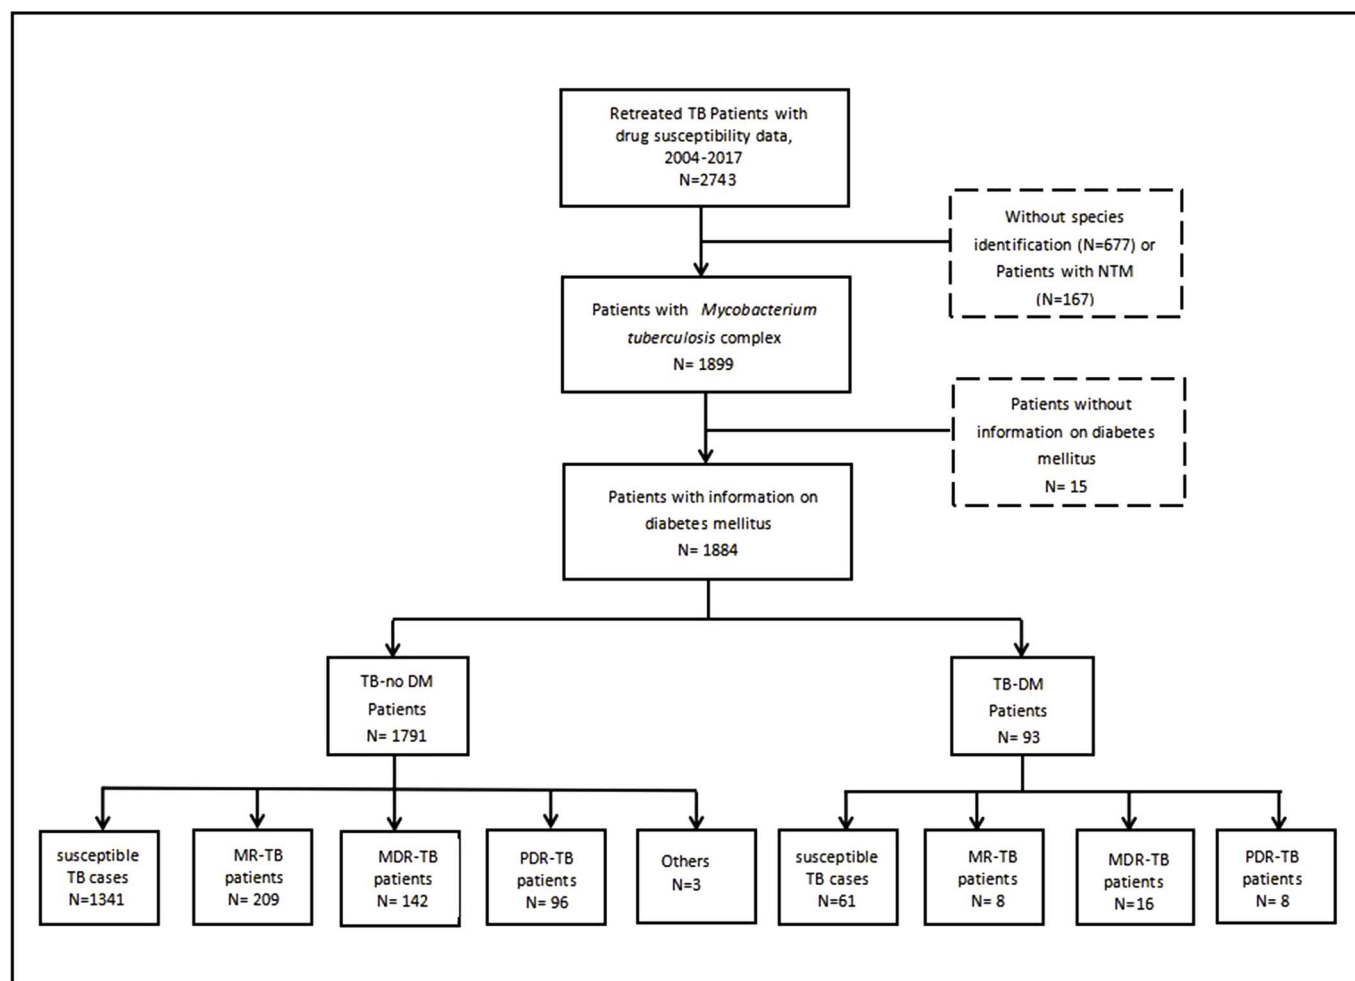 Retreated TB Patients with
drug susceptibility data,
2004-2017
N=2743
Without species
identification (N=677) or
Patients with NTM
(N=167)
Patients with Mycobacterium
tuberculosis complex
N= 1899
Patients without
information on diabetes
mellitus
N= 15
Patients with information on
diabetes mellitus
N= 1884
TB-no DM
Patients
N= 1791
TB-DM
Patients
N= 93
susceptible
TB cases
N=1341
MR-TB
patients
N= 209
MDR-TB
patients
N= 142
PDR-TB
patients
N= 96
Others
N=3
susceptible
TB cases
N=61
MR-TB
patients
N= 8
MDR-TB
patients
N=16
PDR-TB
patients
N= 8